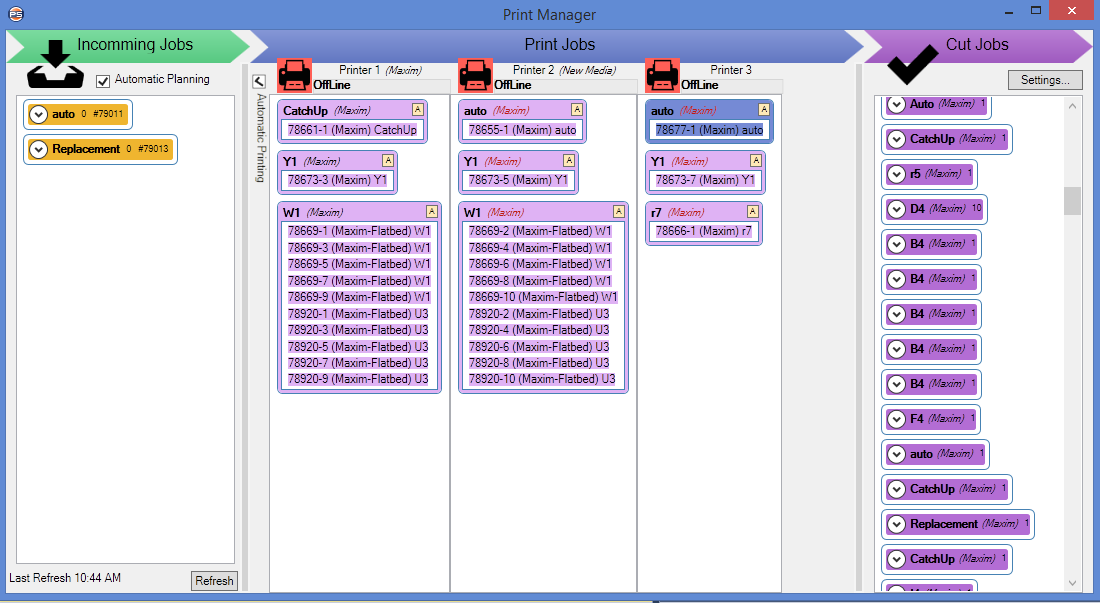 PS
Print Manager
Incomming Jobs
Print Jobs
Cut Jobs
Automatic Planning
Settings...
auto 0 #79011
Replacement 0 #79013
Last Refresh 10:44 AM
Refresh
Automatic Printing
Printer 1 (Maxim)
OffLine
CatchUp (Maxim) A
78661-1 (Maxim) CatchUp
Y1 (Maxim) A
78673-3 (Maxim) Y1
W1 (Maxim) A
78669-1 (Maxim-Flatbed) W1
78669-3 (Maxim-Flatbed) W1
78669-5 (Maxim-Flatbed) W1
78669-7 (Maxim-Flatbed) W1
78669-9 (Maxim-Flatbed) W1
78920-1 (Maxim-Flatbed) U3
78920-3 (Maxim-Flatbed) U3
78920-5 (Maxim-Flatbed) U3
78920-7 (Maxim-Flatbed) U3
78920-9 (Maxim-Flatbed) U3
Printer 2 (New Media)
OffLine
auto (Maxim) A
78655-1 (Maxim) auto
Y1 (Maxim) A
78673-5 (Maxim) Y1
W1 (Maxim) A
78669-2 (Maxim-Flatbed) W1
78669-4 (Maxim-Flatbed) W1
78669-6 (Maxim-Flatbed) W1
78669-8 (Maxim-Flatbed) W1
78669-10 (Maxim-Flatbed) W1
78920-2 (Maxim-Flatbed) U3
78920-4 (Maxim-Flatbed) U3
78920-6 (Maxim-Flatbed) U3
78920-8 (Maxim-Flatbed) U3
78920-10 (Maxim-Flatbed) U3
Printer 3
OffLine
auto (Maxim) A
78677-1 (Maxim) auto
Y1 (Maxim) A
78673-7 (Maxim) Y1
r7 (Maxim) A
78666-1 (Maxim) r7
Auto (Maxim) 1
CatchUp (Maxim) 1
r5 (Maxim) 1
D4 (Maxim) 10
B4 (Maxim) 1
B4 (Maxim) 1
B4 (Maxim) 1
B4 (Maxim) 1
B4 (Maxim) 1
F4 (Maxim) 1
auto (Maxim) 1
CatchUp (Maxim) 1
Replacement (Maxim) 1
CatchUp (Maxim) 1